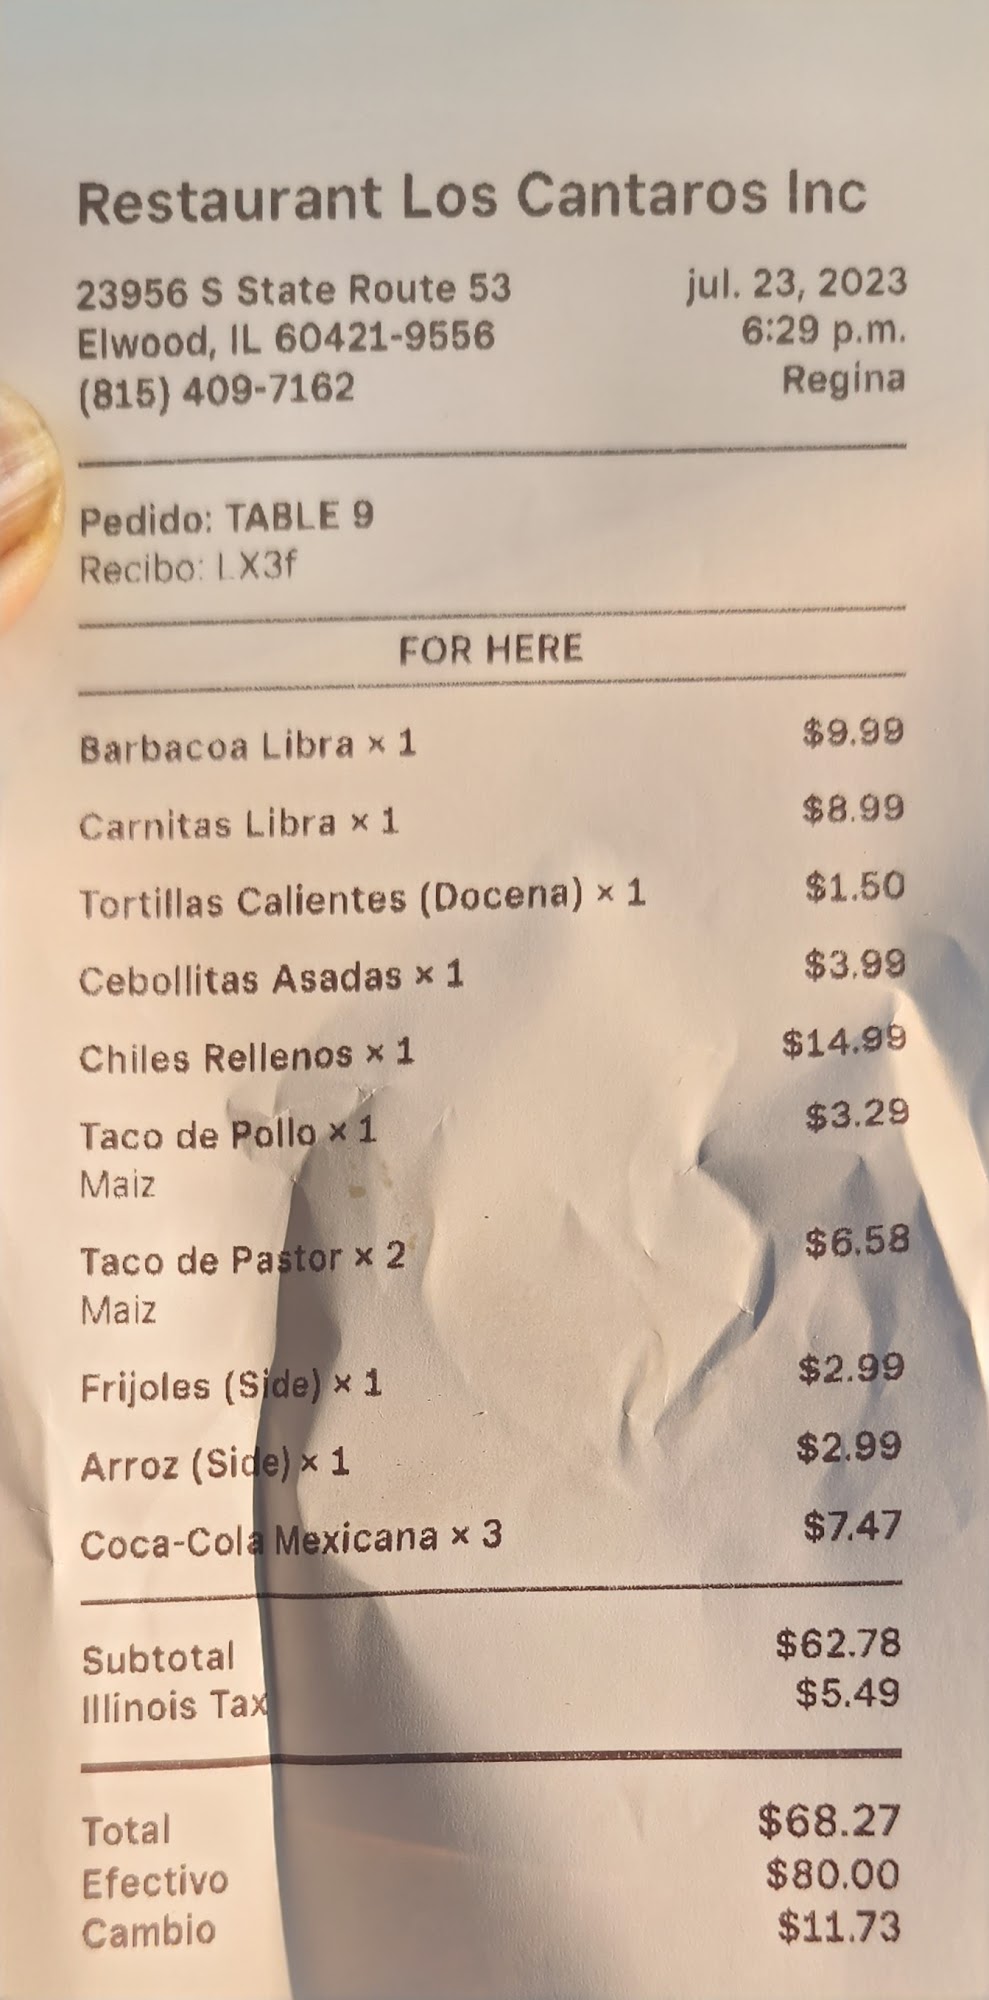 Restaurant Los Cantaros Inc
23956 S State Route 53
jul. 23, 2023
Elwood, IL 60421-9556
6:29 p.m.
(815) 409-7162
Regina
Pedido: TABLE 9
Recibo: LX3f
FOR HERE
Barbacoa Libra × 1 $9.99
Carnitas Libra × 1 $8.99
Tortillas Calientes (Docena) × 1 $1.50
Cebollitas Asadas × 1 $3.99
Chiles Rellenos × 1 $14.99
Taco de Pollo × 1 $3.29
Maiz
Taco de Pastor × 2 $6.58
Maiz
Frijoles (Side) × 1 $2.99
Arroz (Side) × 1 $2.99
Coca-Cola Mexicana × 3 $7.47
Subtotal $62.78
Illinois Tax $5.49
Total $68.27
Efectivo $80.00
Cambio $11.73